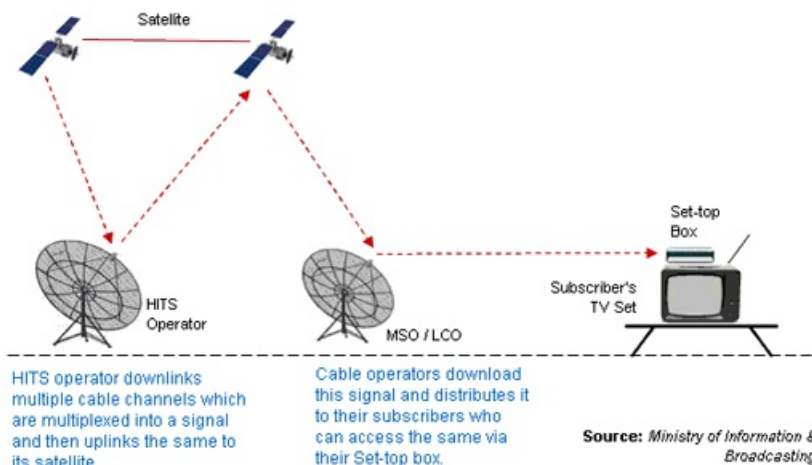 Satellite
Set-top
Box
HITS
Operator
Subscriber's
TV Set
MSO / LCO
HITS operator downlinks
multiple cable channels which
are multiplexed into a signal
and then uplinks the same to
its satellite
Cable operators download
this signal and distributes it
to their subscribers who
can access the same via
their Set-top box.
Source: Ministry of Information &
Broadcasting